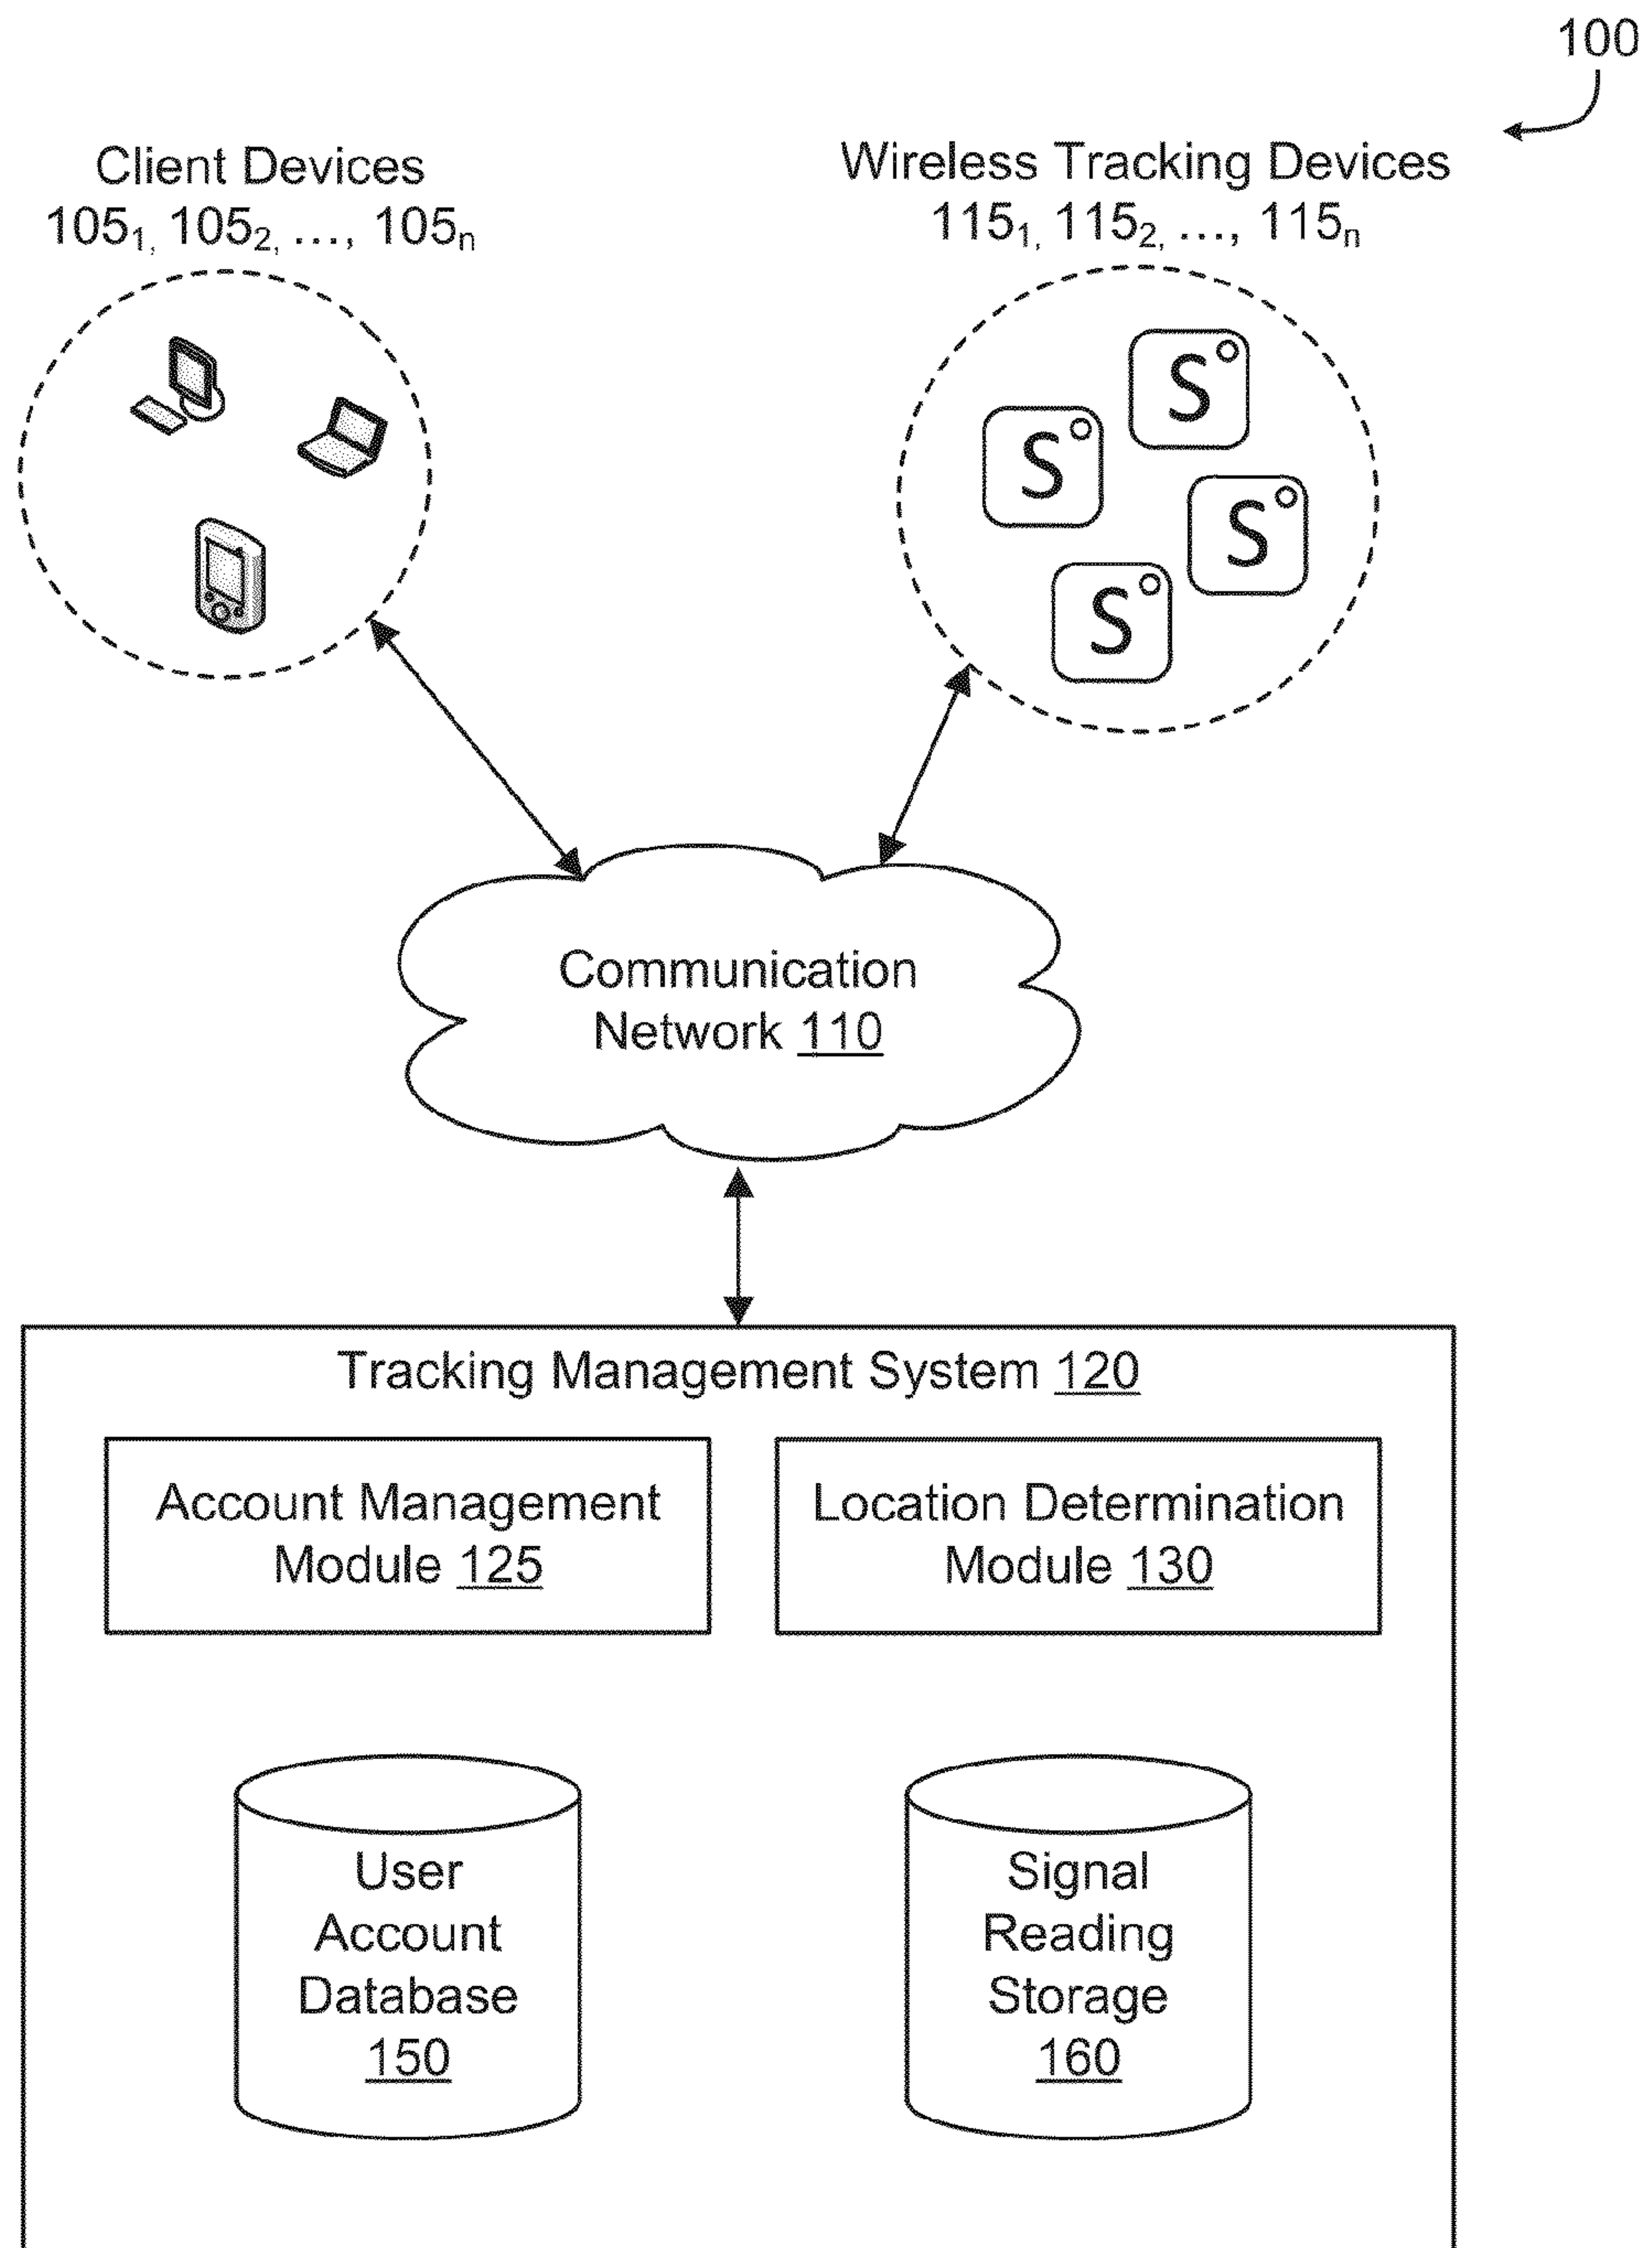 100
Client Devices
105₁, 105₂, ..., 105ₙ
Wireless Tracking Devices
115₁, 115₂, ..., 115ₙ
S
S
S
S
Communication
Network 110
Tracking Management System 120
Account Management
Module 125
Location Determination
Module 130
User
Account
Database
150
Signal
Reading
Storage
160